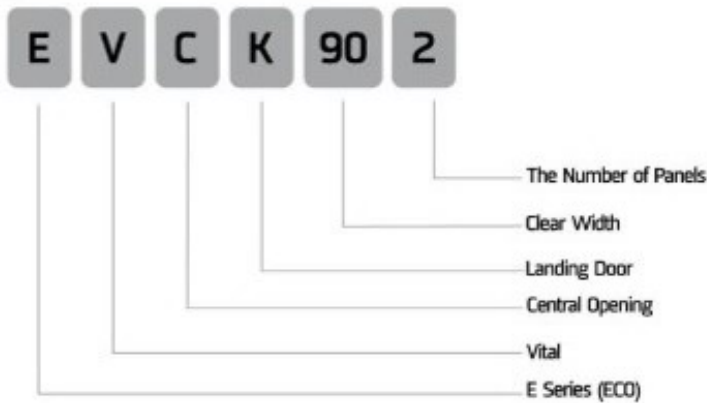 E V C K 90 2
The Number of Panels
Clear Width
Landing Door
Central Opening
Vital
E Series (ECO)